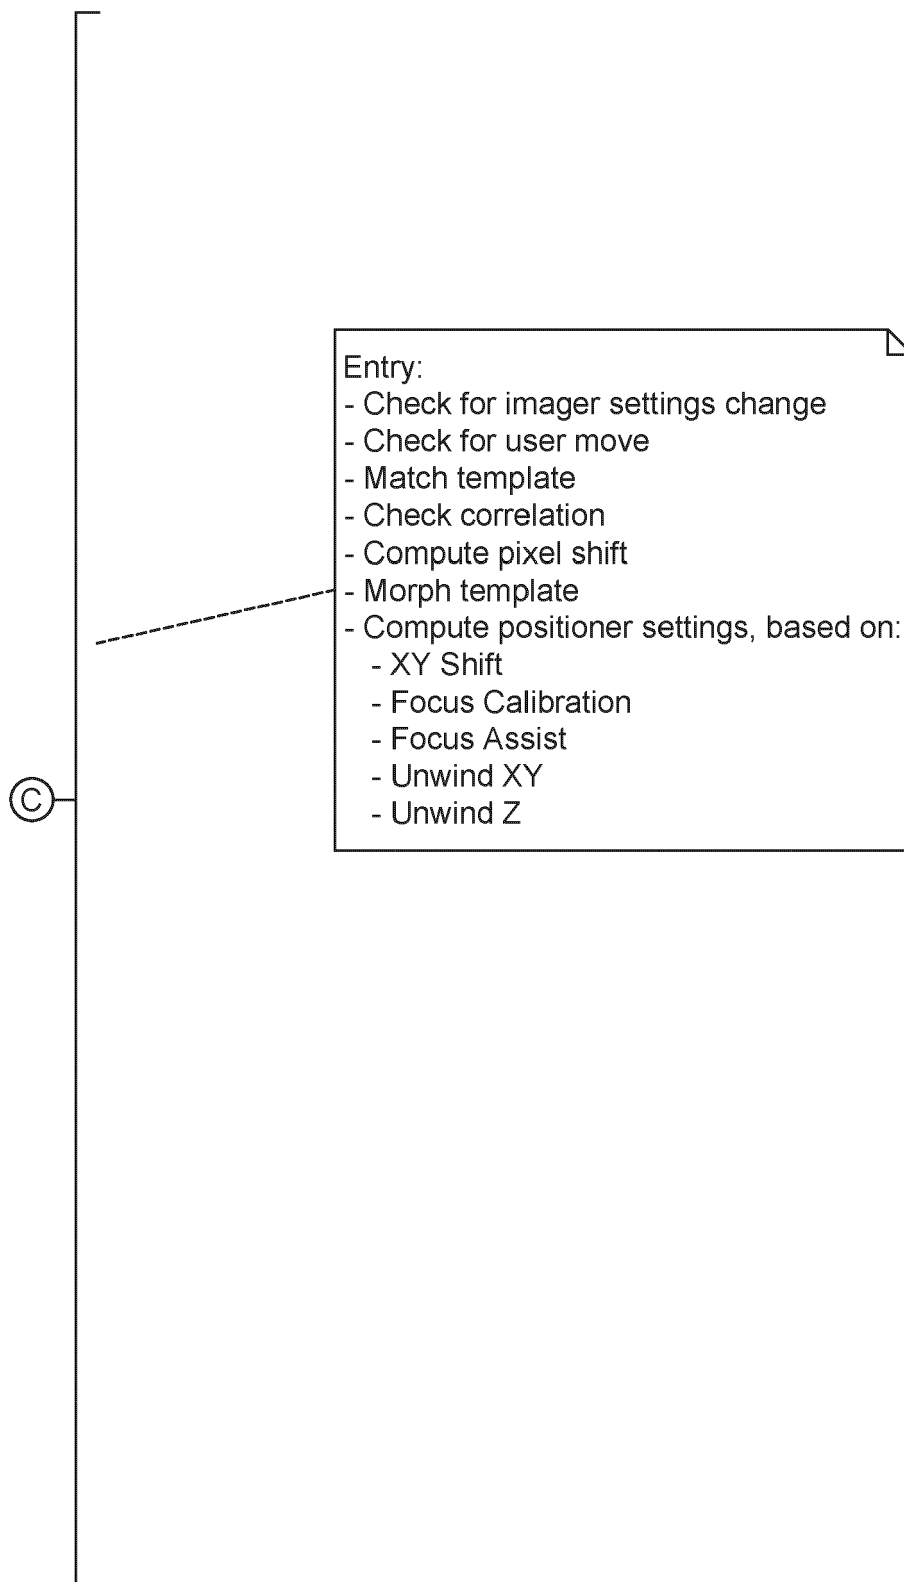 Entry:
- Check for imager settings change
- Check for user move
- Match template
- Check correlation
- Compute pixel shift
- Morph template
- Compute positioner settings, based on:
- XY Shift
- Focus Calibration
- Focus Assist
- Unwind XY
- Unwind Z
C